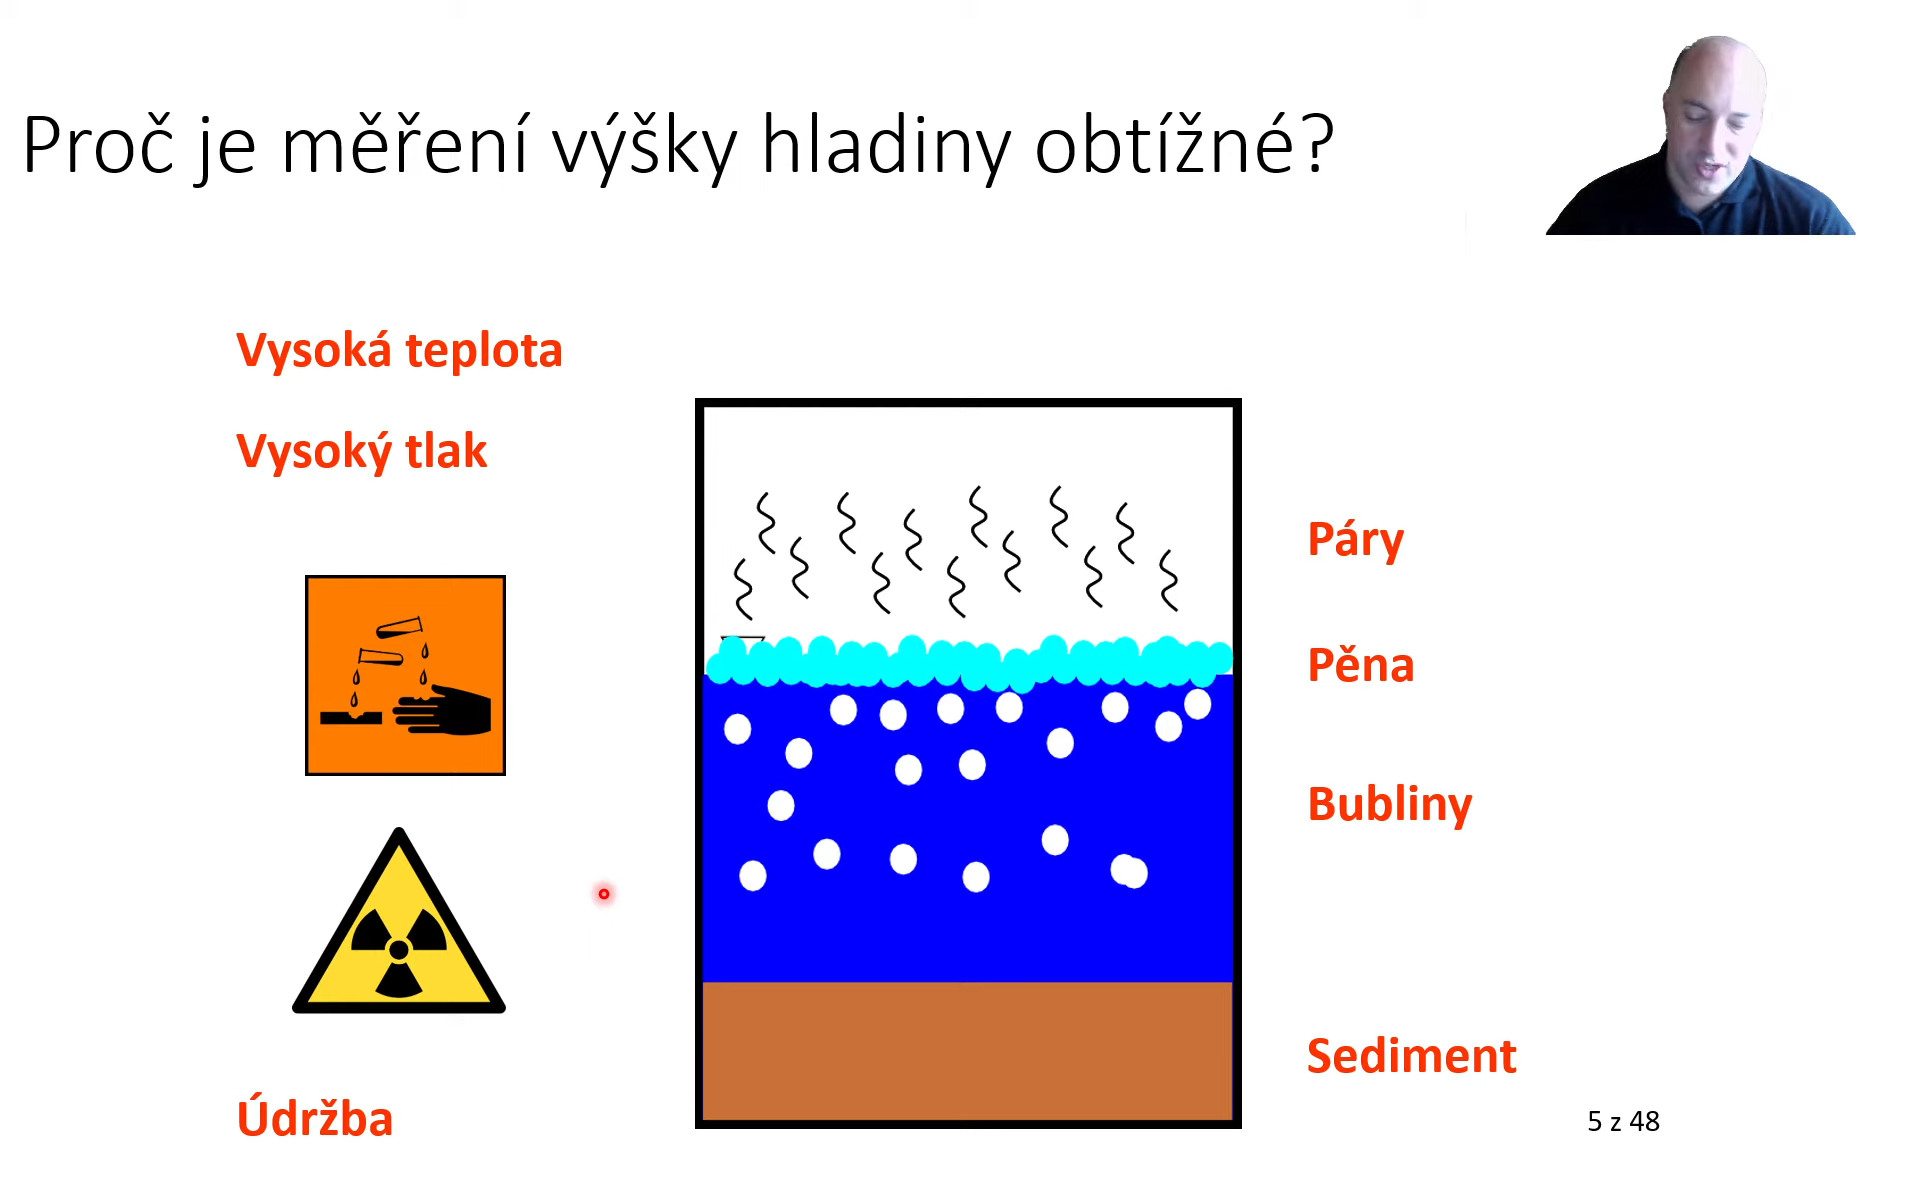 Proč je měření výšky hladiny obtížné?
Vysoká teplota
Vysoký tlak
Páry
Pěna
Bubliny
Sediment
Údržba
5 z 48